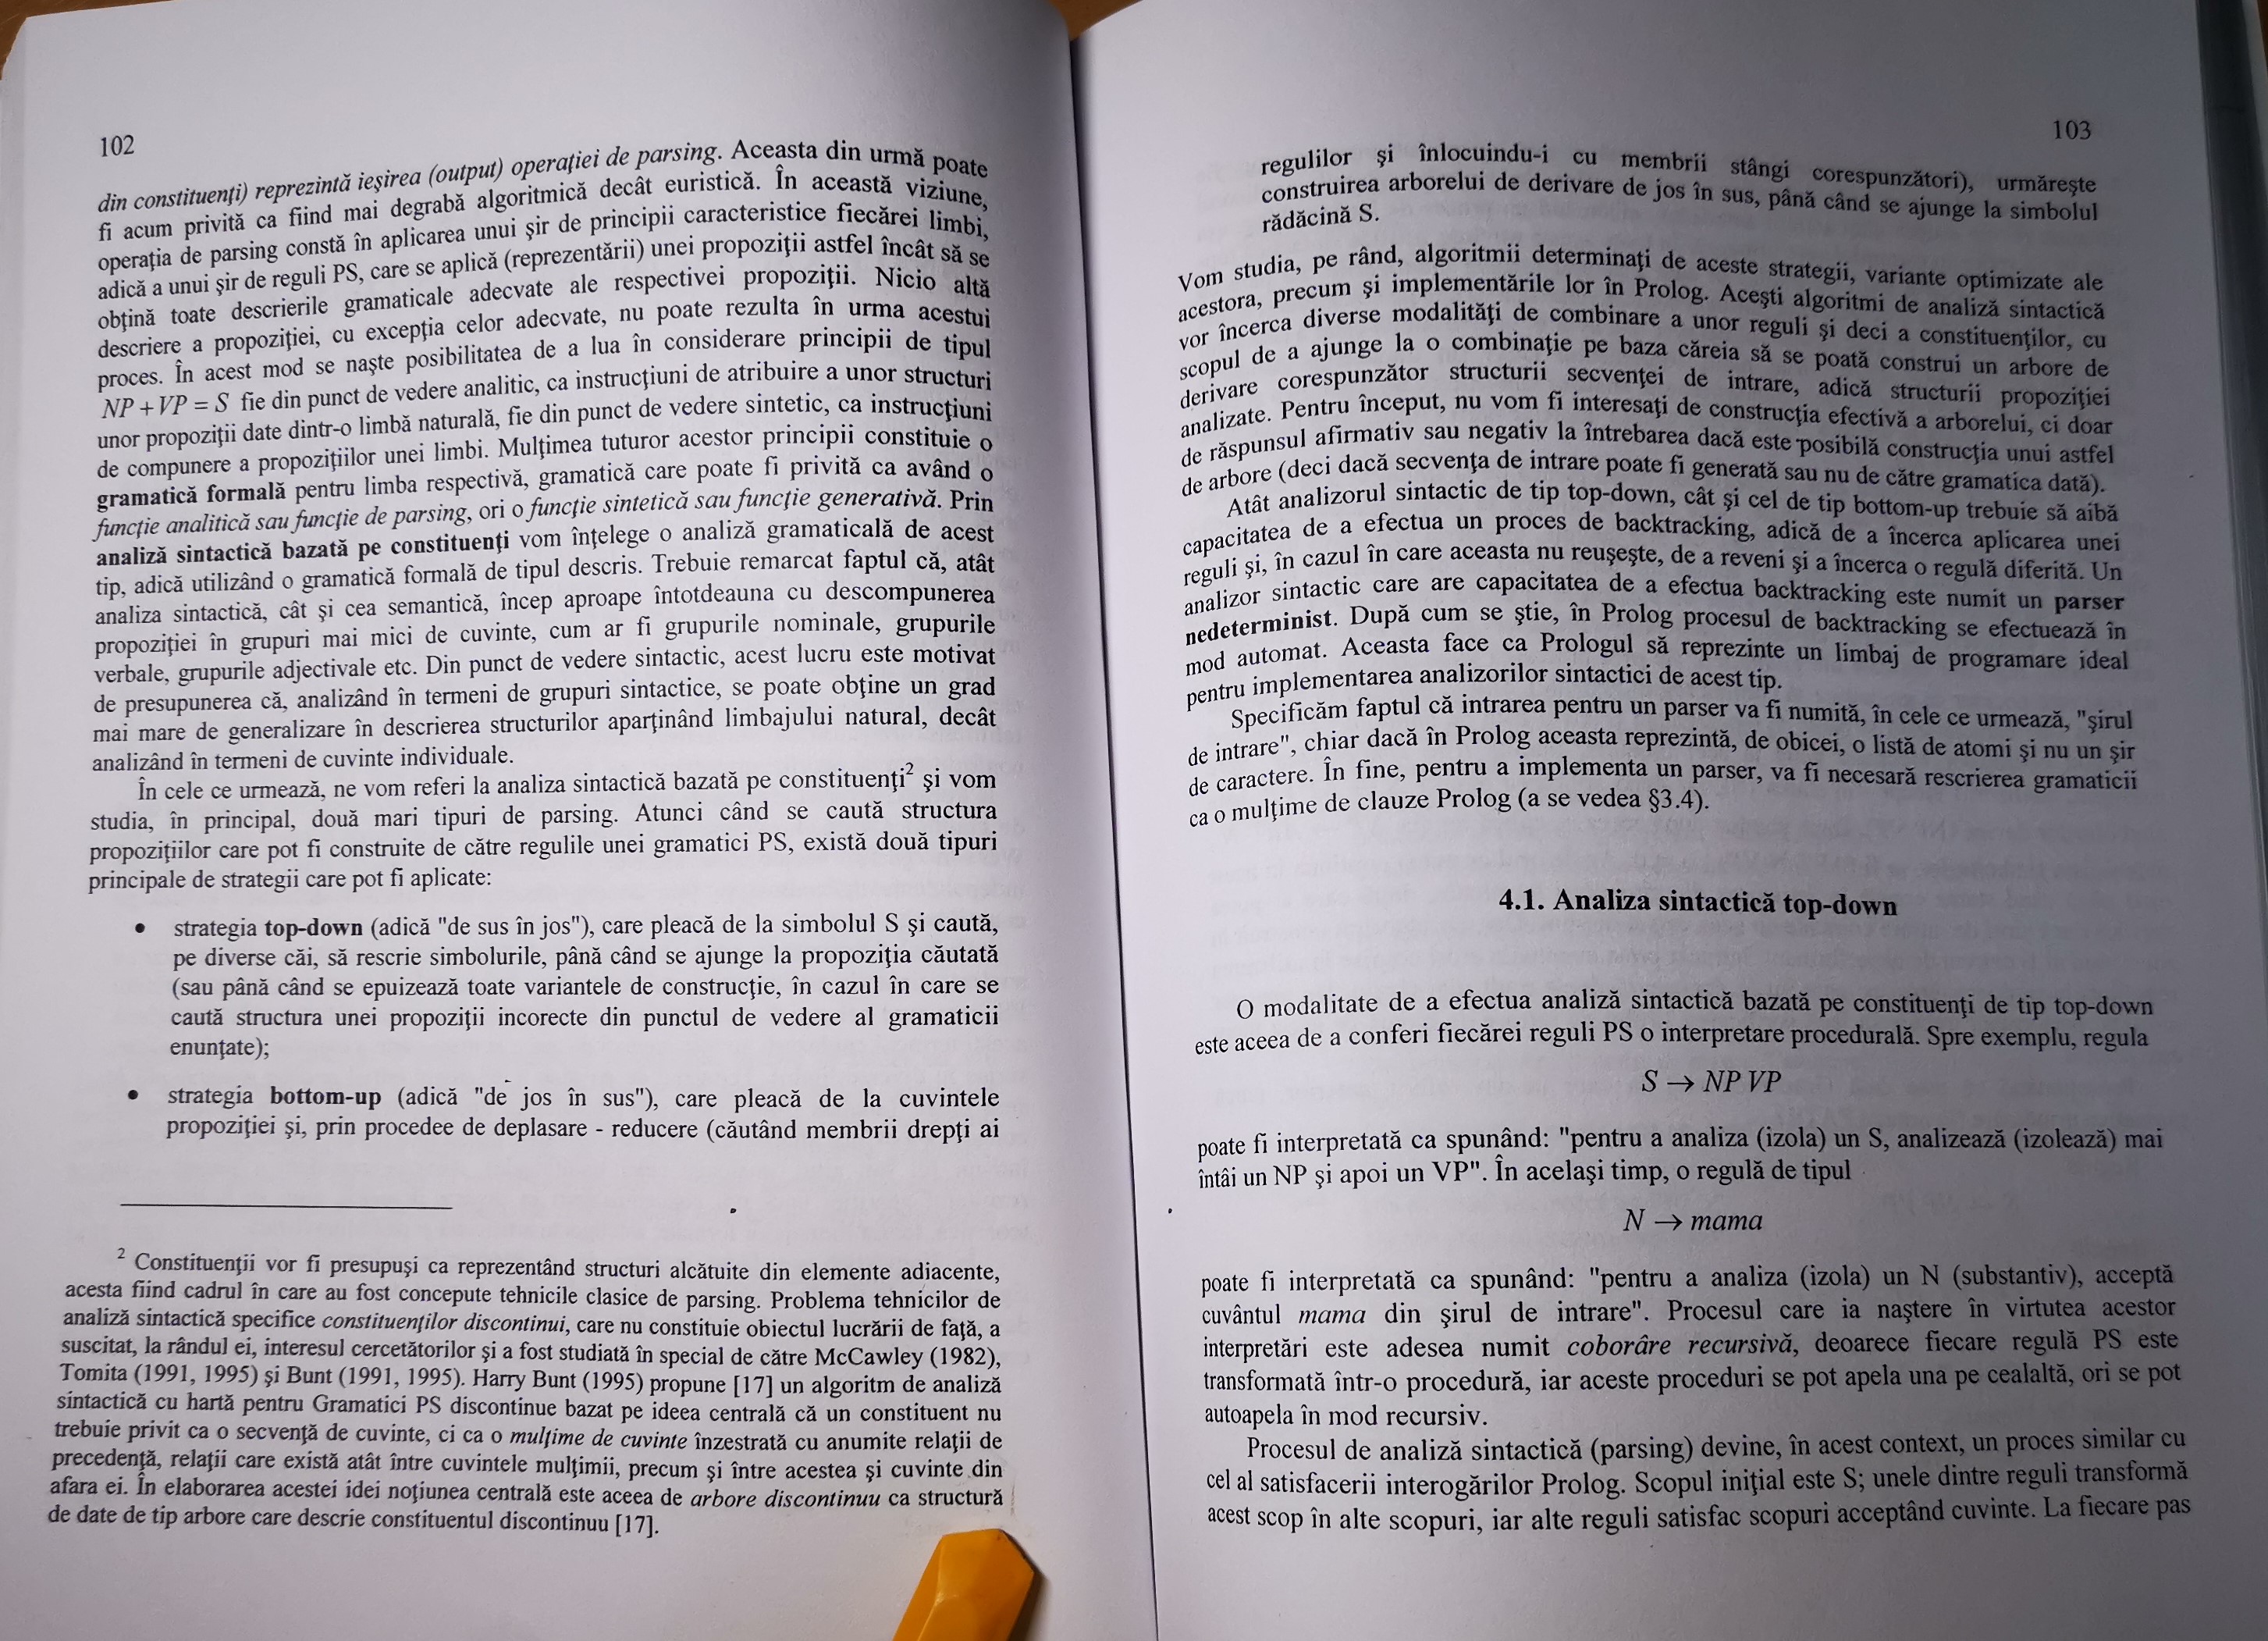 102
din constituenţi) reprezintă ieşirea (output) operaţiei de parsing. Aceasta din urmă poate
fi acum privită ca fiind mai degrabă algoritmică decât euristică. În această viziune,
operaţia de parsing constă în aplicarea unui şir de principii caracteristice fiecărei limbi,
adică a unui şir de reguli PS, care se aplică (reprezentării) unei propoziţii astfel încât să se
obţină toate descrierile gramaticale adecvate ale respectivei propoziţii. Nicio altă
descriere a propoziţiei, cu excepţia celor adecvate, nu poate rezulta în urma acestui
proces. În acest mod se naşte posibilitatea de a lua în considerare principii de tipul
NP + VP = S fie din punct de vedere analitic, ca instrucţiuni de atribuire a unor structuri
unor propoziţii date dintr-o limbă naturală, fie din punct de vedere sintetic, ca instrucţiuni
de compunere a propoziţiilor unei limbi. Mulţimea tuturor acestor principii constituie o
gramatică formală pentru limba respectivă, gramatică care poate fi privită ca având o
funcţie analitică sau funcţie de parsing, ori o funcţie sintetică sau funcţie generativă. Prin
analiză sintactică bazată pe constituenţi vom înţelege o analiză gramaticală de acest
tip, adică utilizând o gramatică formală de tipul descris. Trebuie remarcat faptul că, atât
analiza sintactică, cât şi cea semantică, încep aproape întotdeauna cu descompunerea
propoziţiei în grupuri mai mici de cuvinte, cum ar fi grupurile nominale, grupurile
verbale, grupurile adjectivale etc. Din punct de vedere sintactic, acest lucru este motivat
de presupunerea că, analizând în termeni de grupuri sintactice, se poate obţine un grad
mai mare de generalizare în descrierea structurilor aparţinând limbajului natural, decât
analizând în termeni de cuvinte individuale.
În cele ce urmează, ne vom referi la analiza sintactică bazată pe constituenţi² şi vom
studia, în principal, două mari tipuri de parsing. Atunci când se caută structura
propoziţiilor care pot fi construite de către regulile unei gramatici PS, există două tipuri
principale de strategii care pot fi aplicate:
• strategia top-down (adică "de sus în jos"), care pleacă de la simbolul S şi caută,
pe diverse căi, să rescrie simbolurile, până când se ajunge la propoziţia căutată
(sau până când se epuizează toate variantele de construcţie, în cazul în care se
caută structura unei propoziţii incorecte din punctul de vedere al gramaticii
enunţate);
• strategia bottom-up (adică "de jos în sus"), care pleacă de la cuvintele
propoziţiei şi, prin procedee de deplasare - reducere (căutând membrii drepţi ai
² Constituenţii vor fi presupuşi ca reprezentând structuri alcătuite din elemente adiacente,
acesta fiind cadrul în care au fost concepute tehnicile clasice de parsing. Problema tehnicilor de
analiză sintactică specifice constituenţilor discontinui, care nu constituie obiectul lucrării de faţă, a
suscitat, la rândul ei, interesul cercetătorilor şi a fost studiată în special de către McCawley (1982),
Tomita (1991, 1995) şi Bunt (1991, 1995). Harry Bunt (1995) propune [17] un algoritm de analiză
sintactică cu hartă pentru Gramatici PS discontinue bazat pe ideea centrală că un constituent nu
trebuie privit ca o secvenţă de cuvinte, ci ca o mulţime de cuvinte înzestrată cu anumite relaţii de
precedenţă, relaţii care există atât între cuvintele mulţimii, precum şi între acestea şi cuvinte din
afara ei. În elaborarea acestei idei noţiunea centrală este aceea de arbore discontinuu ca structură
de date de tip arbore care descrie constituentul discontinuu [17].
103
regulilor şi înlocuindu-i cu membrii stângi corespunzători), urmăreşte
construirea arborelui de derivare de jos în sus, până când se ajunge la simbolul
rădăcină S.
Vom studia, pe rând, algoritmii determinaţi de aceste strategii, variante optimizate ale
acestora, precum şi implementările lor în Prolog. Aceşti algoritmi de analiză sintactică
vor încerca diverse modalităţi de combinare a unor reguli şi deci a constituenţilor, cu
scopul de a ajunge la o combinaţie pe baza căreia să se poată construi un arbore de
derivare corespunzător structurii secvenţei de intrare, adică structurii propoziţiei
analizate. Pentru început, nu vom fi interesaţi de construcţia efectivă a arborelui, ci doar
de răspunsul afirmativ sau negativ la întrebarea dacă este posibilă construcţia unui astfel
de arbore (deci dacă secvenţa de intrare poate fi generată sau nu de către gramatica dată).
Atât analizorul sintactic de tip top-down, cât şi cel de tip bottom-up trebuie să aibă
capacitatea de a efectua un proces de backtracking, adică de a încerca aplicarea unei
reguli şi, în cazul în care aceasta nu reuşeşte, de a reveni şi a încerca o regulă diferită. Un
analizor sintactic care are capacitatea de a efectua backtracking este numit un parser
nedeterminist. După cum se ştie, în Prolog procesul de backtracking se efectuează în
mod automat. Aceasta face ca Prologul să reprezinte un limbaj de programare ideal
pentru implementarea analizorilor sintactici de acest tip.
Specificăm faptul că intrarea pentru un parser va fi numită, în cele ce urmează, "şirul
de intrare", chiar dacă în Prolog aceasta reprezintă, de obicei, o listă de atomi şi nu un şir
de caractere. În fine, pentru a implementa un parser, va fi necesară rescrierea gramaticii
ca o mulţime de clauze Prolog (a se vedea §3.4).
4.1. Analiza sintactică top-down
O modalitate de a efectua analiză sintactică bazată pe constituenţi de tip top-down
este aceea de a conferi fiecărei reguli PS o interpretare procedurală. Spre exemplu, regula
S → NP VP
poate fi interpretată ca spunând: "pentru a analiza (izola) un S, analizează (izolează) mai
întâi un NP şi apoi un VP". În acelaşi timp, o regulă de tipul
N → mama
poate fi interpretată ca spunând: "pentru a analiza (izola) un N (substantiv), acceptă
cuvântul mama din şirul de intrare". Procesul care ia naştere în virtutea acestor
interpretări este adesea numit coborâre recursivă, deoarece fiecare regulă PS este
transformată într-o procedură, iar aceste proceduri se pot apela una pe cealaltă, ori se pot
autoapela în mod recursiv.
Procesul de analiză sintactică (parsing) devine, în acest context, un proces similar cu
cel al satisfacerii interogărilor Prolog. Scopul iniţial este S; unele dintre reguli transformă
acest scop în alte scopuri, iar alte reguli satisfac scopuri acceptând cuvinte. La fiecare pas